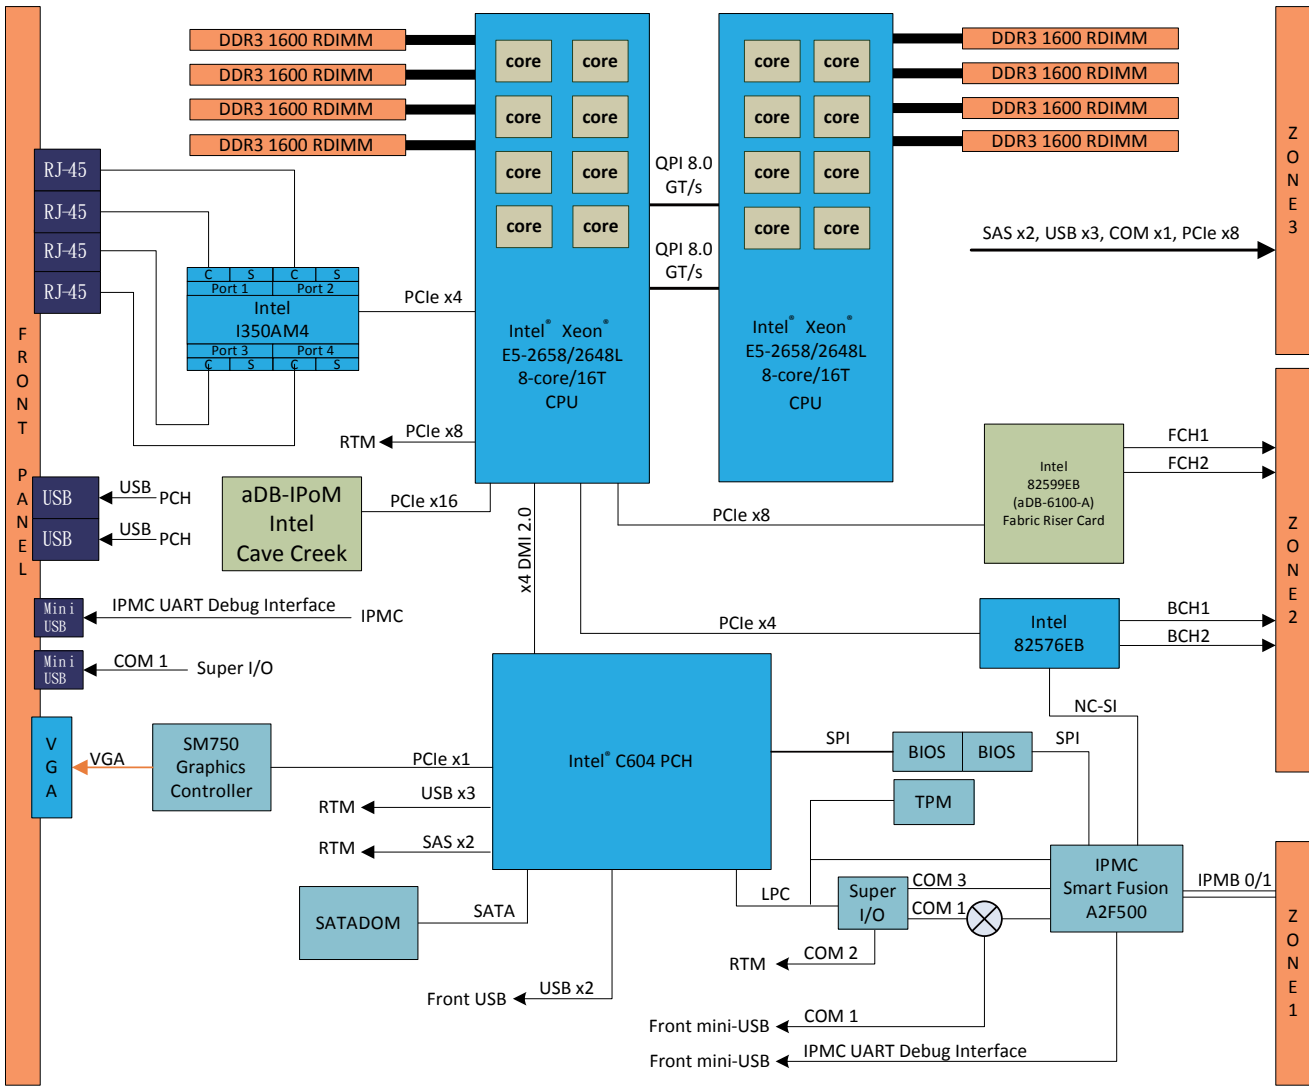 DDR3 1600 RDIMM
DDR3 1600 RDIMM
DDR3 1600 RDIMM
DDR3 1600 RDIMM
core core
core core
core core
core core
Intel® Xeon®
E5-2658/2648L
8-core/16T
CPU
QPI 8.0
GT/s
QPI 8.0
GT/s
core core
core core
core core
core core
Intel® Xeon®
E5-2658/2648L
8-core/16T
CPU
DDR3 1600 RDIMM
DDR3 1600 RDIMM
DDR3 1600 RDIMM
DDR3 1600 RDIMM
ZONE3
SAS x2, USB x3, COM x1, PCIe x8
FRONT PANEL
RJ-45
RJ-45
RJ-45
RJ-45
C S C S
Port 1 Port 2
Intel
I350AM4
Port 3 Port 4
C S C S
PCIe x4
RTM PCIe x8
aDB-IPoM
Intel
Cave Creek
PCIe x16
x4 DMI 2.0
PCIe x8
Intel
82599EB
(aDB-6100-A)
Fabric Riser Card
FCH1
FCH2
ZONE2
USB USB PCH
USB USB PCH
Mini
USB
IPMC UART Debug Interface IPMC
Mini
USB
COM 1 Super I/O
PCIe x4
Intel
82576EB
BCH1
BCH2
NC-SI
VGA
VGA
SM750
Graphics
Controller
PCIe x1
Intel® C604 PCH
SPI BIOS BIOS SPI
TPM
RTM USB x3
RTM SAS x2
SATADOM
SATA
LPC
Super
I/O
COM 3
COM 1
IPMC
Smart Fusion
A2F500
IPMB 0/1
ZONE1
RTM COM 2
Front USB USB x2
Front mini-USB COM 1
Front mini-USB IPMC UART Debug Interface